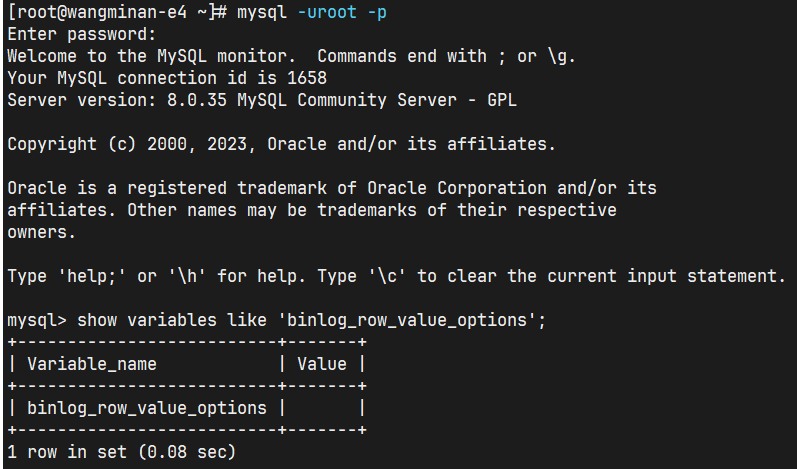 [root@wangminan-e4 ~]# mysql -uroot -p
Enter password:
Welcome to the MySQL monitor.  Commands end with ; or \g.
Your MySQL connection id is 1658
Server version: 8.0.35 MySQL Community Server - GPL

Copyright (c) 2000, 2023, Oracle and/or its affiliates.

Oracle is a registered trademark of Oracle Corporation and/or its
affiliates. Other names may be trademarks of their respective
owners.

Type 'help;' or '\h' for help. Type '\c' to clear the current input statement.

mysql> show variables like 'binlog_row_value_options';
+--------------------------+-------+
| Variable_name            | Value |
+--------------------------+-------+
| binlog_row_value_options |       |
+--------------------------+-------+
1 row in set (0.08 sec)